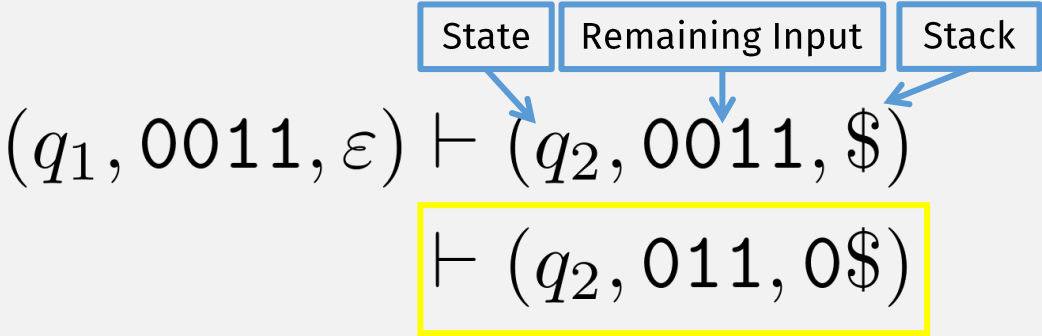 State Remaining Input Stack
(q₁, 0011, ε) ⊢ (q₂, 0011, $)
⊢ (q₂, 011, 0$)